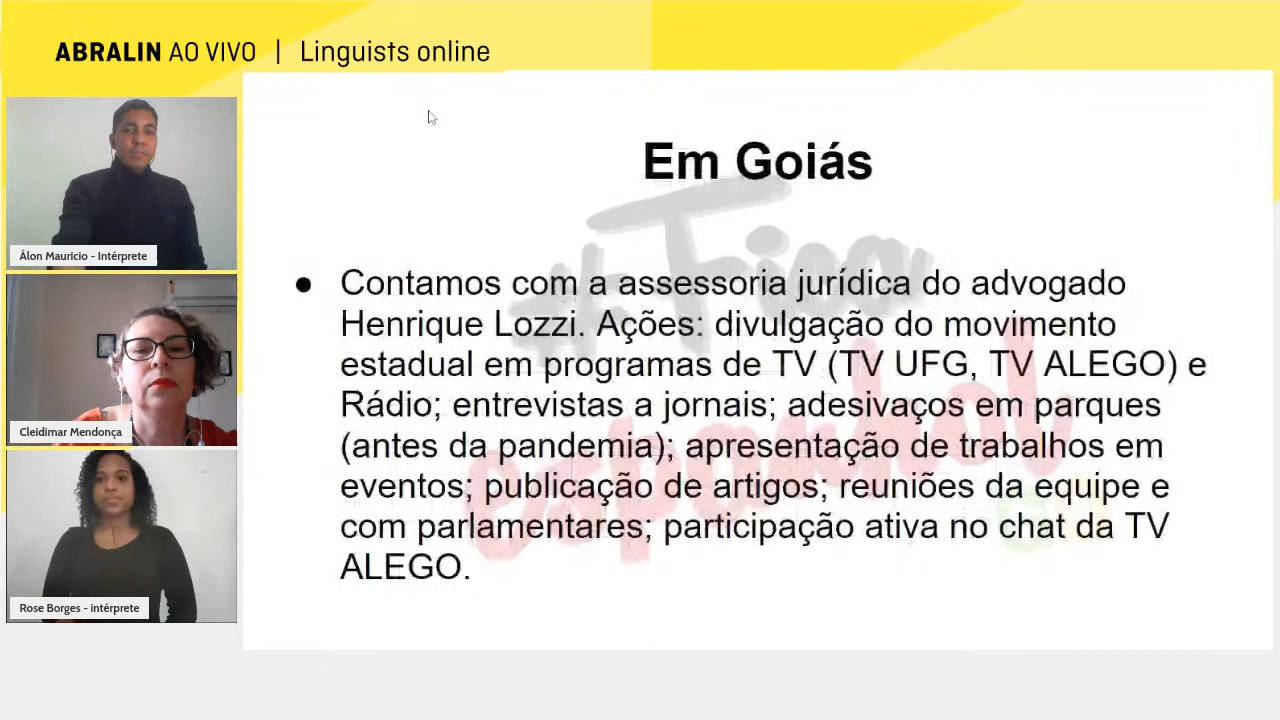 ABRALIN AO VIVO | Linguists online
Álon Mauricio - Intérprete
Cleidimar Mendonça
Rose Borges - intérprete
Em Goiás
#Fica
espanhol
● Contamos com a assessoria jurídica do advogado
Henrique Lozzi. Ações: divulgação do movimento
estadual em programas de TV (TV UFG, TV ALEGO) e
Rádio; entrevistas a jornais; adesivaços em parques
(antes da pandemia); apresentação de trabalhos em
eventos; publicação de artigos; reuniões da equipe e
com parlamentares; participação ativa no chat da TV
ALEGO.